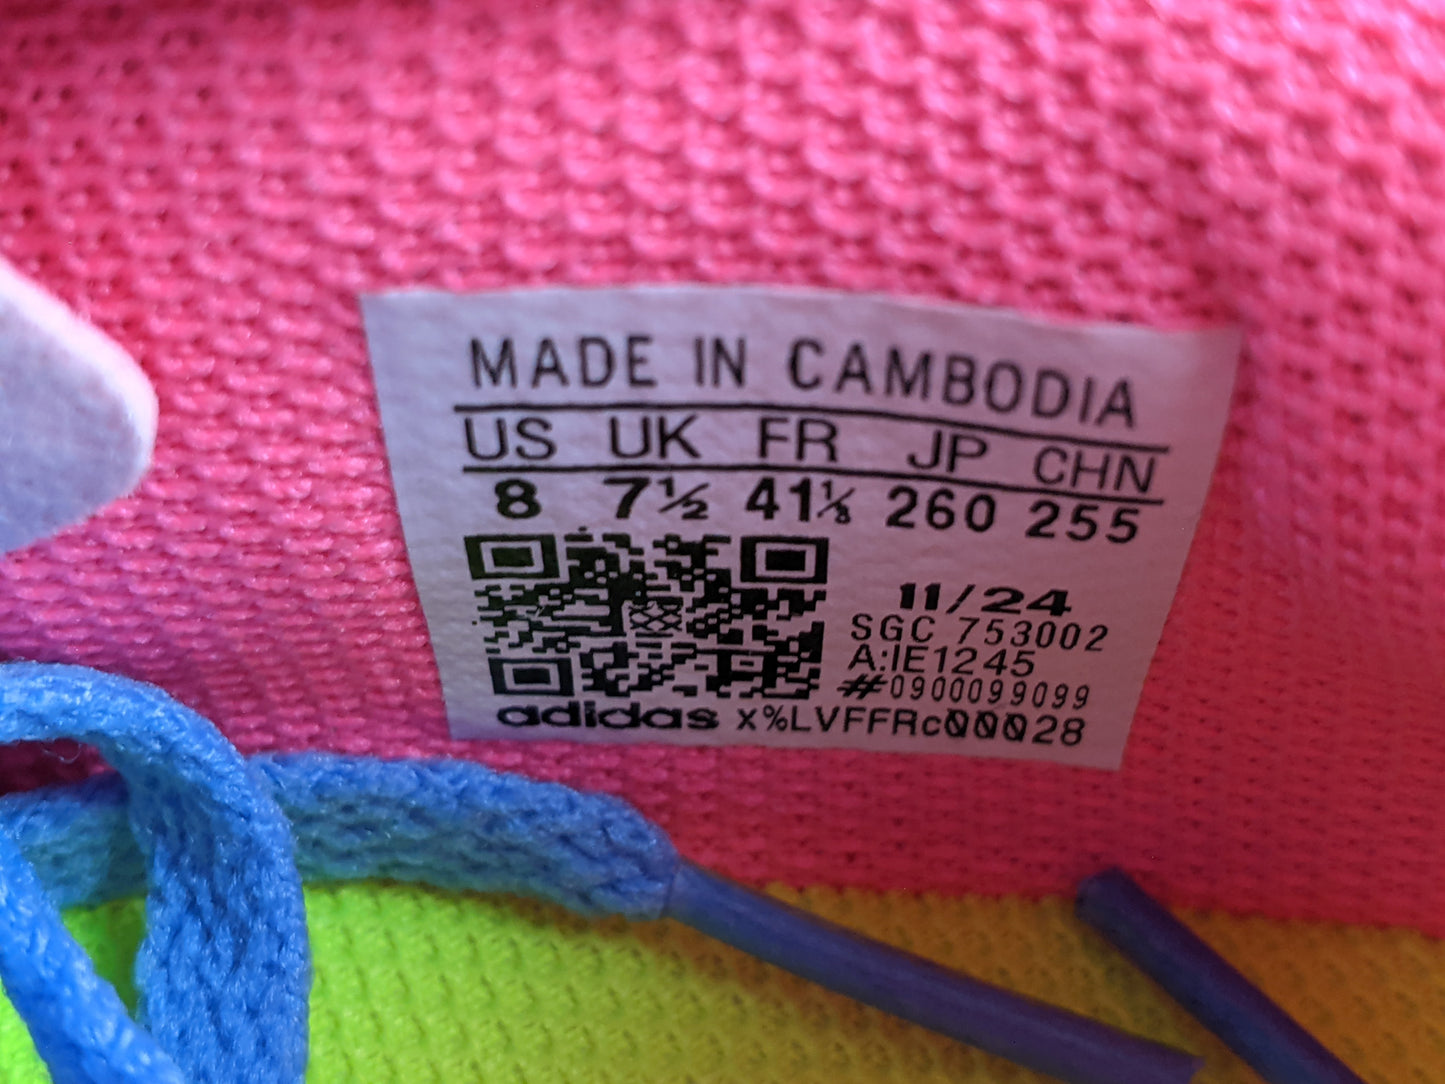 MADE IN CAMBODIA
US UK FR JP CHN
8 7½ 41⅓ 260 255
11/24
SGC 753002
A:IE1245
#0900099099
adidas x%LVFFRc00028